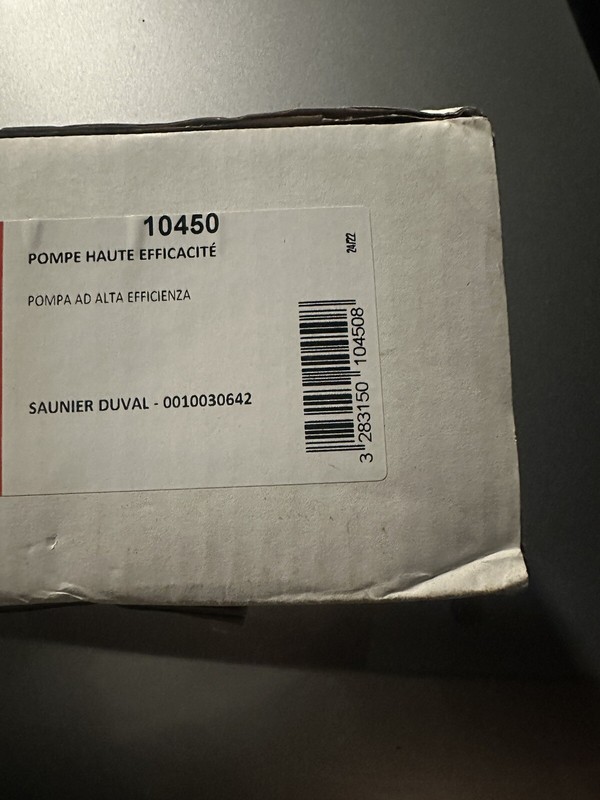 10450
POMPE HAUTE EFFICACITÉ
POMPA AD ALTA EFFICIENZA
SAUNIER DUVAL - 0010030642
24/22
3 283150 104508